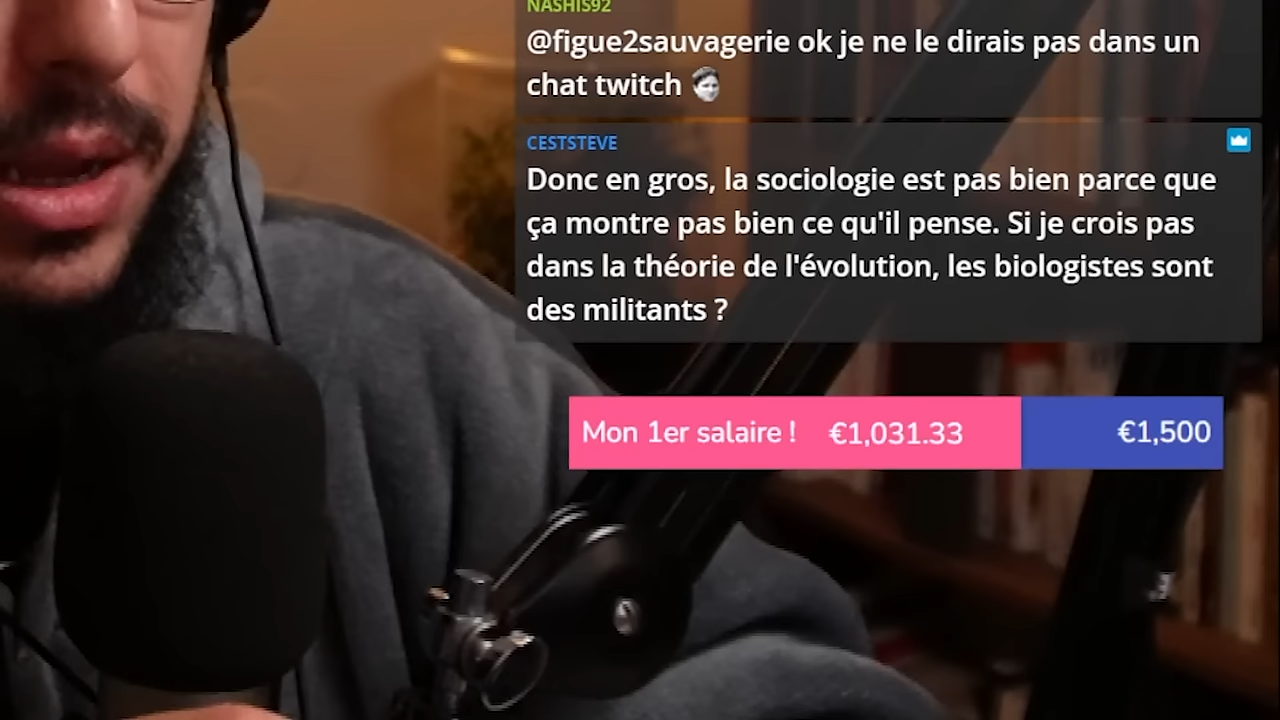 NASHIS92
@figue2sauvagerie ok je ne le dirais pas dans un
chat twitch
CESTSTEVE
Donc en gros, la sociologie est pas bien parce que
ça montre pas bien ce qu'il pense. Si je crois pas
dans la théorie de l'évolution, les biologistes sont
des militants ?
Mon 1er salaire ! €1,031.33 €1,500